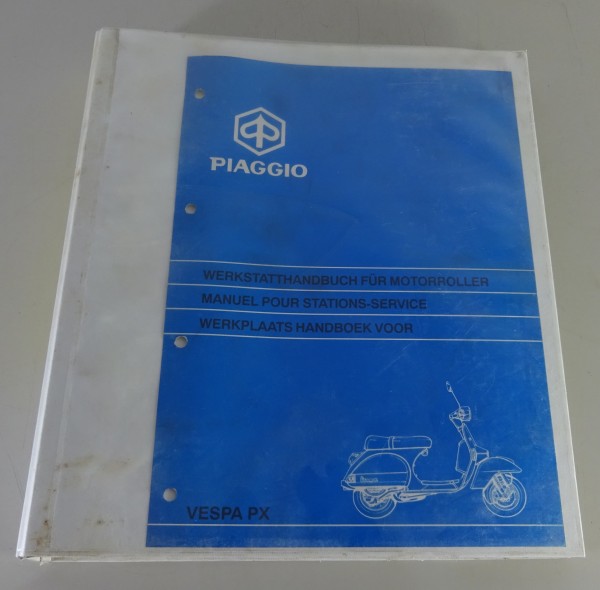 PIAGGIO
WERKSTATTHANDBUCH FÜR MOTORROLLER
MANUEL POUR STATIONS-SERVICE
WERKPLAATS HANDBOEK VOOR
VESPA PX